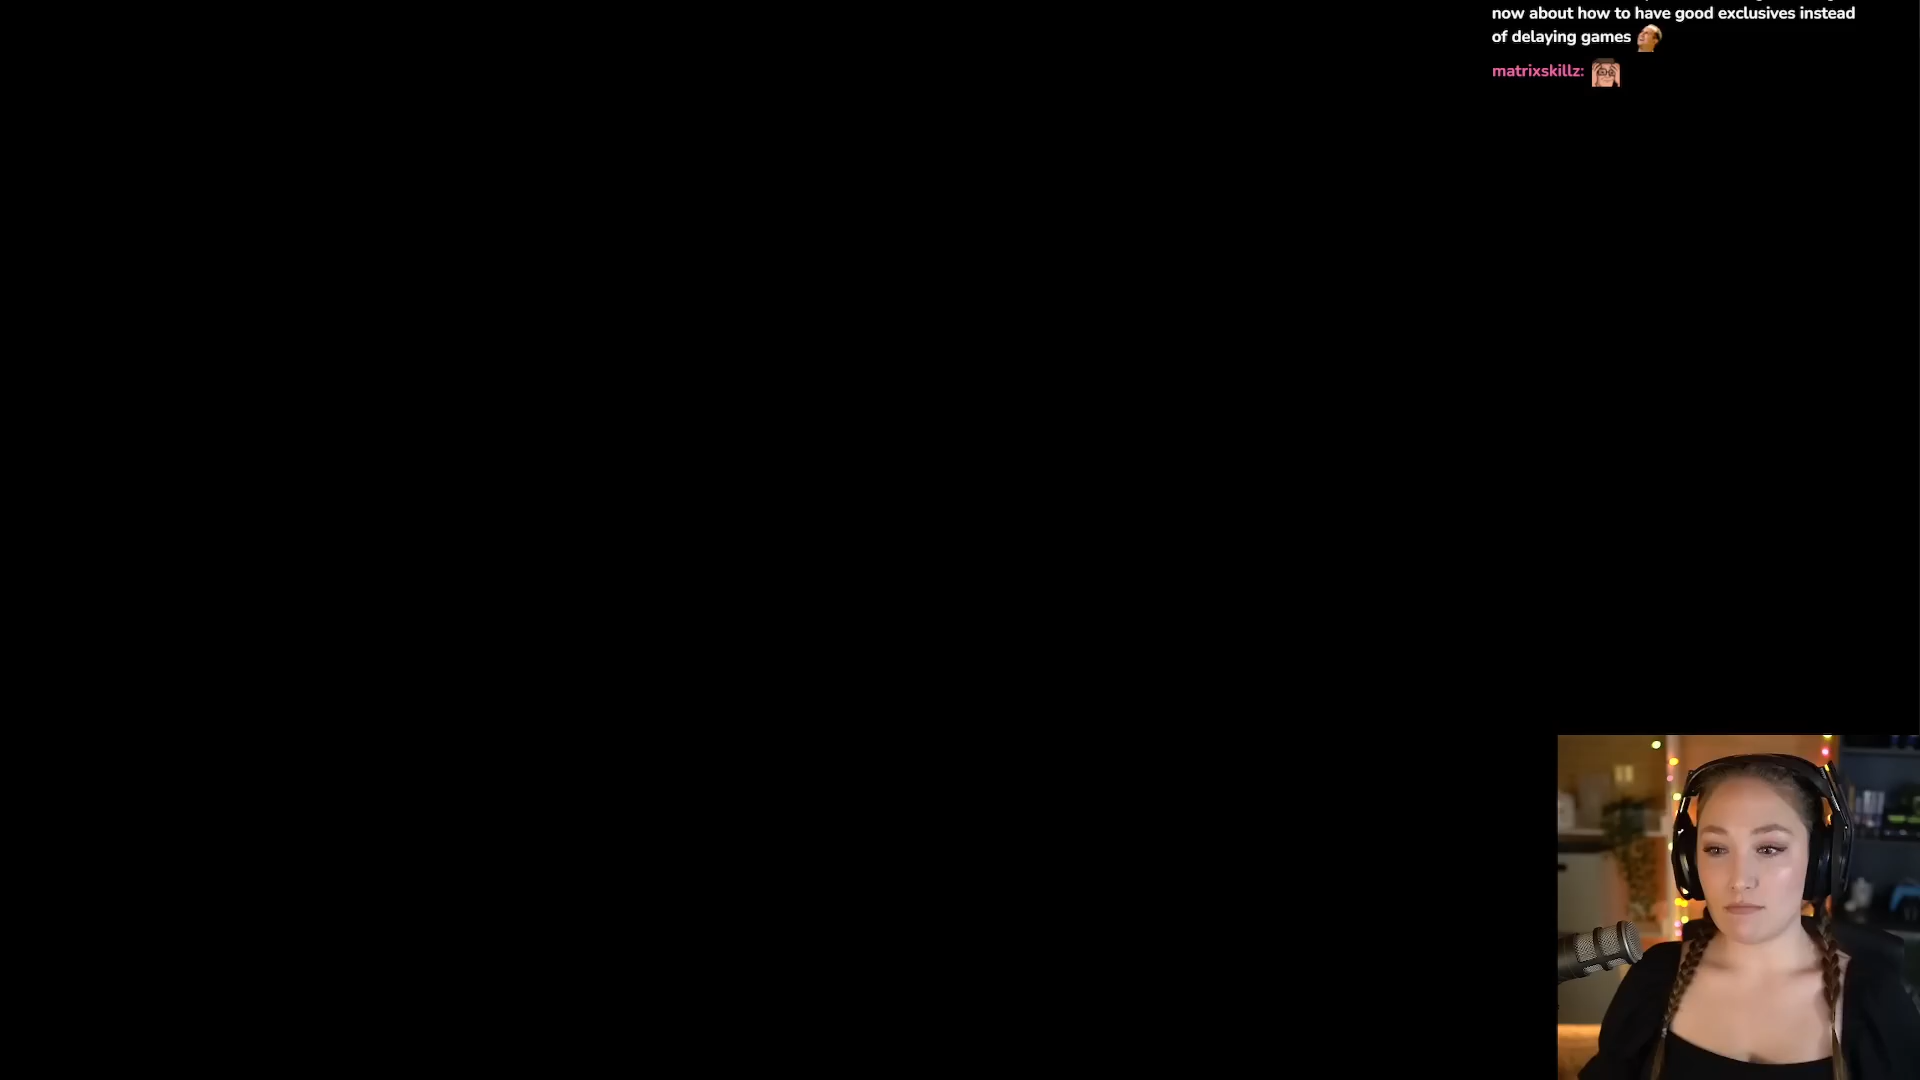 now about how to have good exclusives instead
of delaying games
matrixskillz: